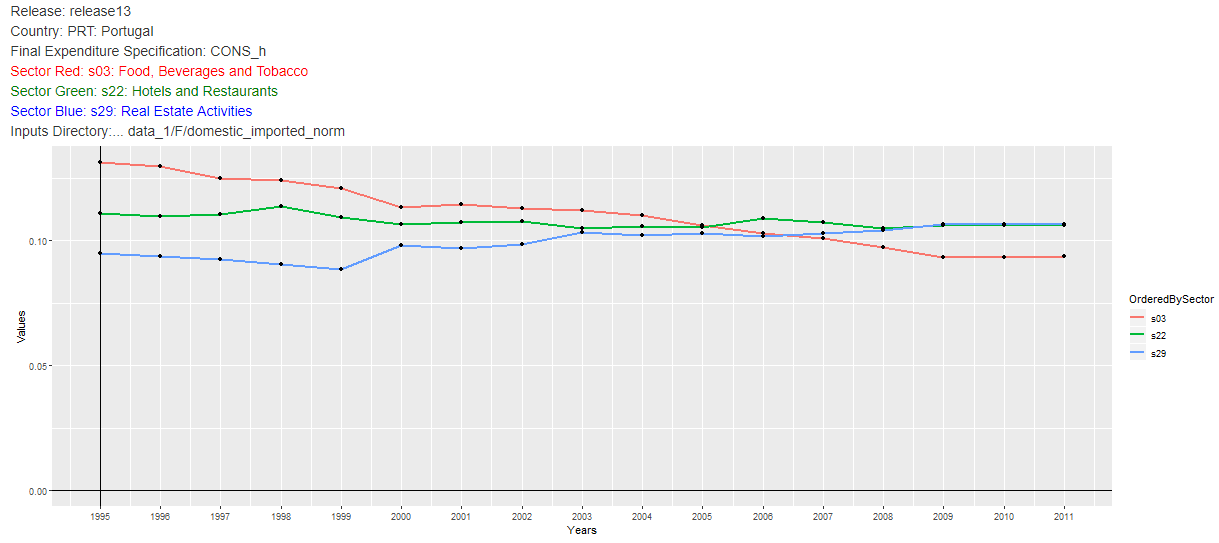 Release: release13
Country: PRT: Portugal
Final Expenditure Specification: CONS_h
Sector Red: s03: Food, Beverages and Tobacco
Sector Green: s22: Hotels and Restaurants
Sector Blue: s29: Real Estate Activities
Inputs Directory:... data_1/F/domestic_imported_norm
0.10
0.05
0.00
Values
1995 1996 1997 1998 1999 2000 2001 2002 2003 2004 2005 2006 2007 2008 2009 2010 2011
Years
OrderedBySector
s03
s22
s29